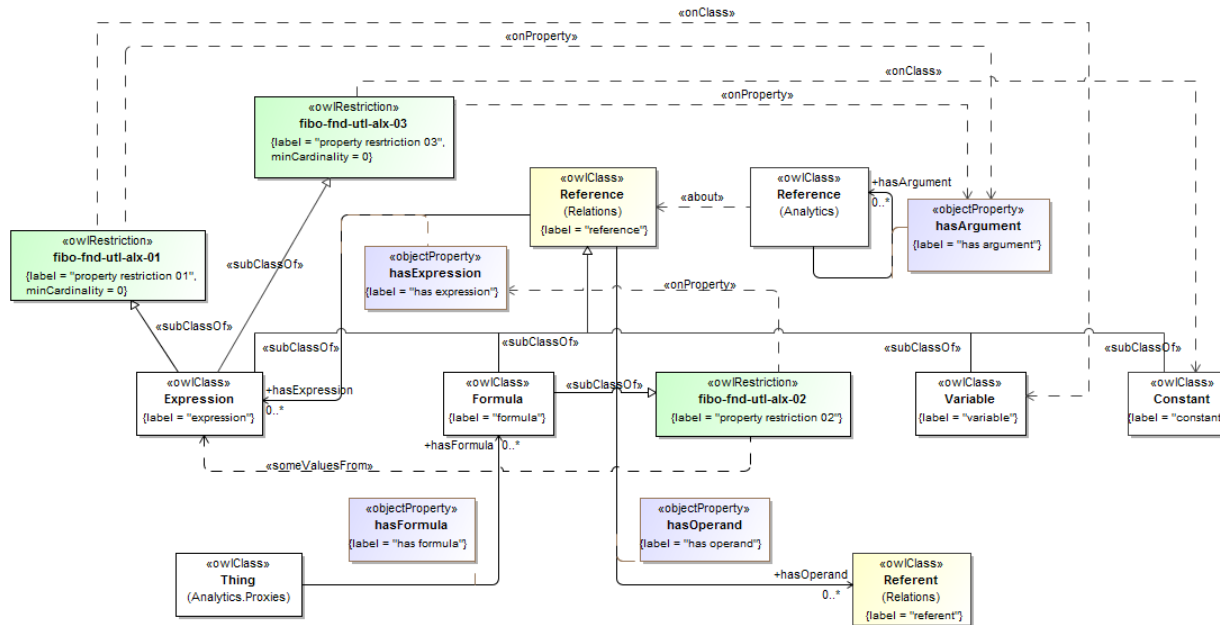 «onClass»
«onProperty»
«onClass»
«onProperty»
«owlRestriction»
fibo-fnd-utl-alx-03
{label = "property resrtriction 03",
minCardinality = 0}
«owlClass»
Reference
(Relations)
{label = "reference"}
«about»
«owlClass»
Reference
(Analytics)
+hasArgument
0..*
«objectProperty»
hasArgument
{label = "has argument"}
«owlRestriction»
fibo-fnd-utl-alx-01
{label = "property restriction 01",
minCardinality = 0}
«subClassOf»
«objectProperty»
hasExpression
{label = "has expression"}
«onProperty»
«subClassOf»
«subClassOf»
«subClassOf»
«subClassOf»
«subClassOf»
«owlClass»
Expression
{label = "expression"}
+hasExpression
0..*
«owlClass»
Formula
{label = "formula"}
«subClassOf»
«owlRestriction»
fibo-fnd-utl-alx-02
{label = "property restriction 02"}
«owlClass»
Variable
{label = "variable"}
«owlClass»
Constant
{label = "constant
+hasFormula
0..*
«someValuesFrom»
«objectProperty»
hasFormula
{label = "has formula"}
«objectProperty»
hasOperand
{label = "has operand"}
«owlClass»
Thing
(Analytics.Proxies)
+hasOperand
0..*
«owlClass»
Referent
(Relations)
{label = "referent"}